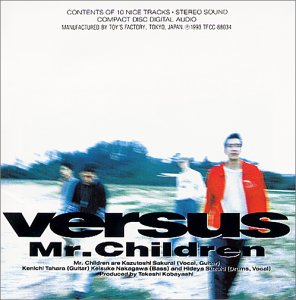 CONTENTS OF 10 NICE TRACKS • STEREO SOUND
COMPACT DISC DIGITAL AUDIO
MANUFACTURED BY TOY'S FACTORY, TOKYO, JAPAN. ℗1993 TFCC-88034
versus
Mr. Children
Mr. Children are Kazutoshi Sakurai (Vocal, Guitar)
Kenichi Tahara (Guitar) Keisuke Nakagawa (Bass) and Hideya Suzuki (Drums, Vocal)
Produced by Takeshi Kobayashi